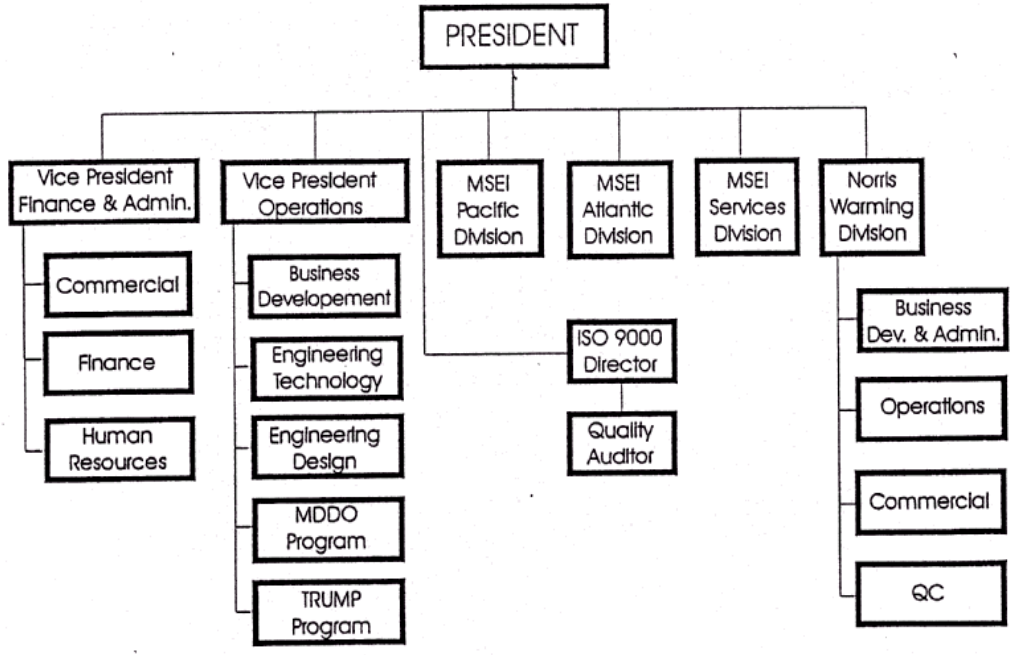 PRESIDENT
Vice President
Finance & Admin.
Commercial
Finance
Human
Resources
Vice President
Operations
Business
Developement
Engineering
Technology
Engineering
Design
MDDO
Program
TRUMP
Program
MSEI
Pacific
Division
MSEI
Atlantic
Division
MSEI
Services
Division
ISO 9000
Director
Quality
Auditor
Norris
Warming
Division
Business
Dev. & Admin.
Operations
Commercial
QC